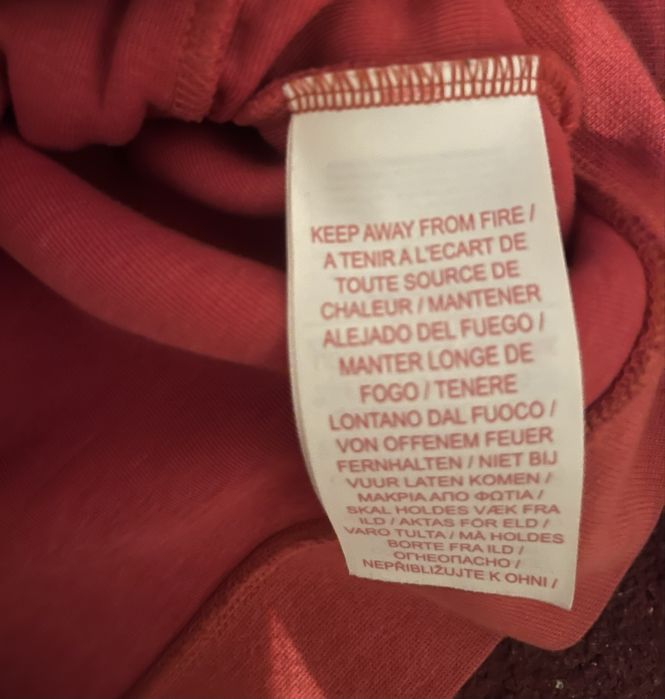 KEEP AWAY FROM FIRE /
A TENIR A L'ECART DE
TOUTE SOURCE DE
CHALEUR / MANTENER
ALEJADO DEL FUEGO /
MANTER LONGE DE
FOGO / TENERE
LONTANO DAL FUOCO /
VON OFFENEM FEUER
FERNHALTEN / NIET BIJ
VUUR LATEN KOMEN /
ΜΑΚΡΙΑ ΑΠΟ ΦΩΤΙΑ /
SKAL HOLDES VÆK FRA
ILD / AKTAS FÖR ELD /
VARO TULTA / MÅ HOLDES
BORTE FRA ILD /
ОГНЕОПАСНО /
NEPŘIBLIŽUJTE K OHNI /